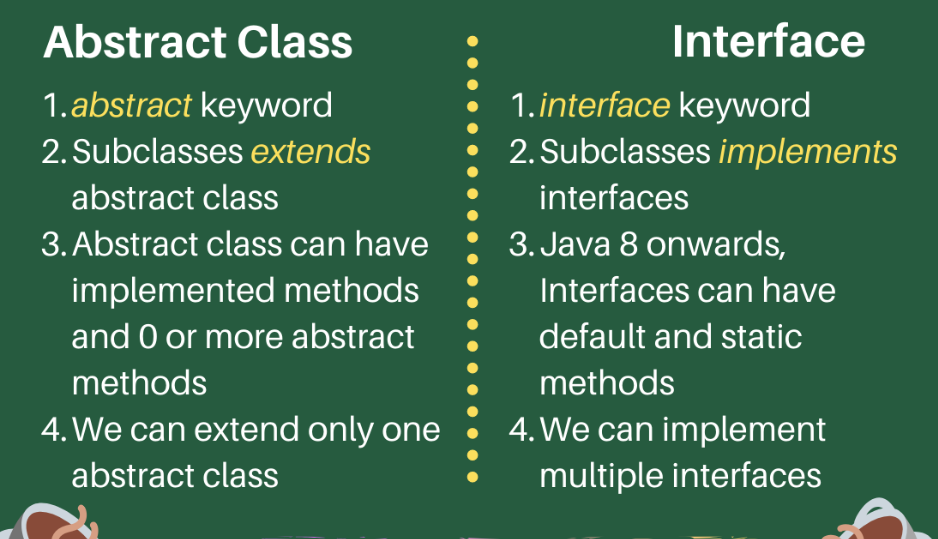 Abstract Class
1. abstract keyword
2. Subclasses extends
abstract class
3. Abstract class can have
implemented methods
and 0 or more abstract
methods
4. We can extend only one
abstract class
Interface
1. interface keyword
2. Subclasses implements
interfaces
3. Java 8 onwards,
Interfaces can have
default and static
methods
4. We can implement
multiple interfaces